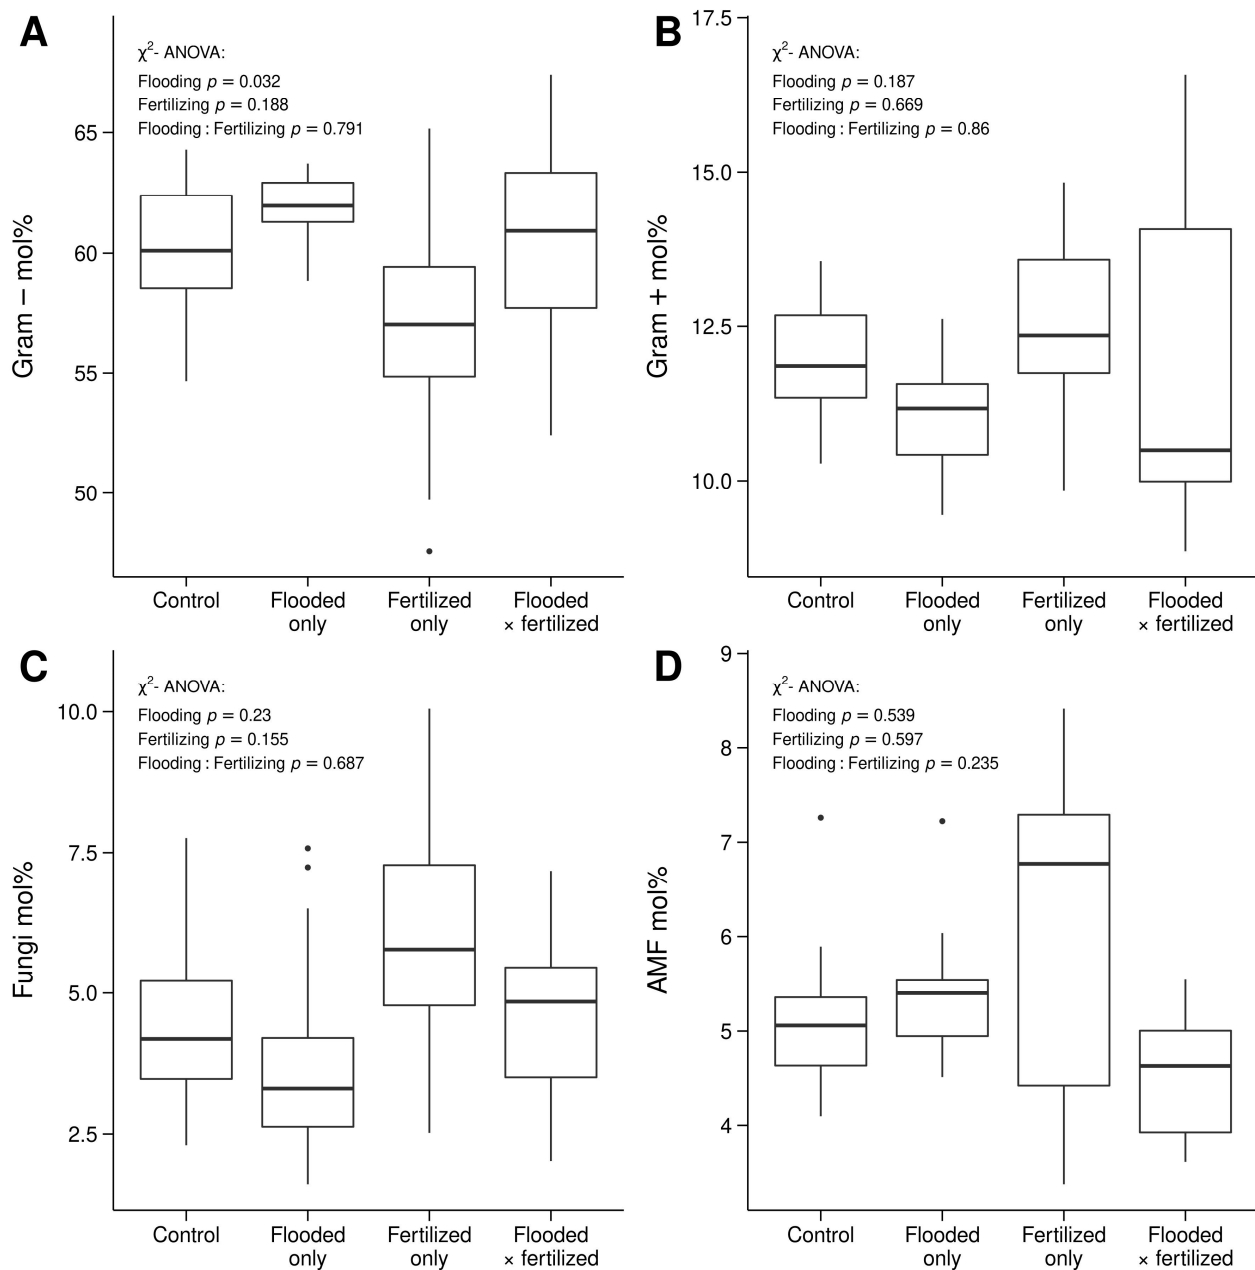 A
χ2- ANOVA:
Flooding p = 0.032
Fertilizing p = 0.188
Flooding : Fertilizing p = 0.791
Gram − mol%
65
60
55
50
Control
Flooded
only
Fertilized
only
Flooded
× fertilized
B
χ2- ANOVA:
Flooding p = 0.187
Fertilizing p = 0.669
Flooding : Fertilizing p = 0.86
Gram + mol%
17.5
15.0
12.5
10.0
Control
Flooded
only
Fertilized
only
Flooded
× fertilized
C
χ2- ANOVA:
Flooding p = 0.23
Fertilizing p = 0.155
Flooding : Fertilizing p = 0.687
Fungi mol%
10.0
7.5
5.0
2.5
Control
Flooded
only
Fertilized
only
Flooded
× fertilized
D
χ2- ANOVA:
Flooding p = 0.539
Fertilizing p = 0.597
Flooding : Fertilizing p = 0.235
AMF mol%
9
8
7
6
5
4
Control
Flooded
only
Fertilized
only
Flooded
× fertilized